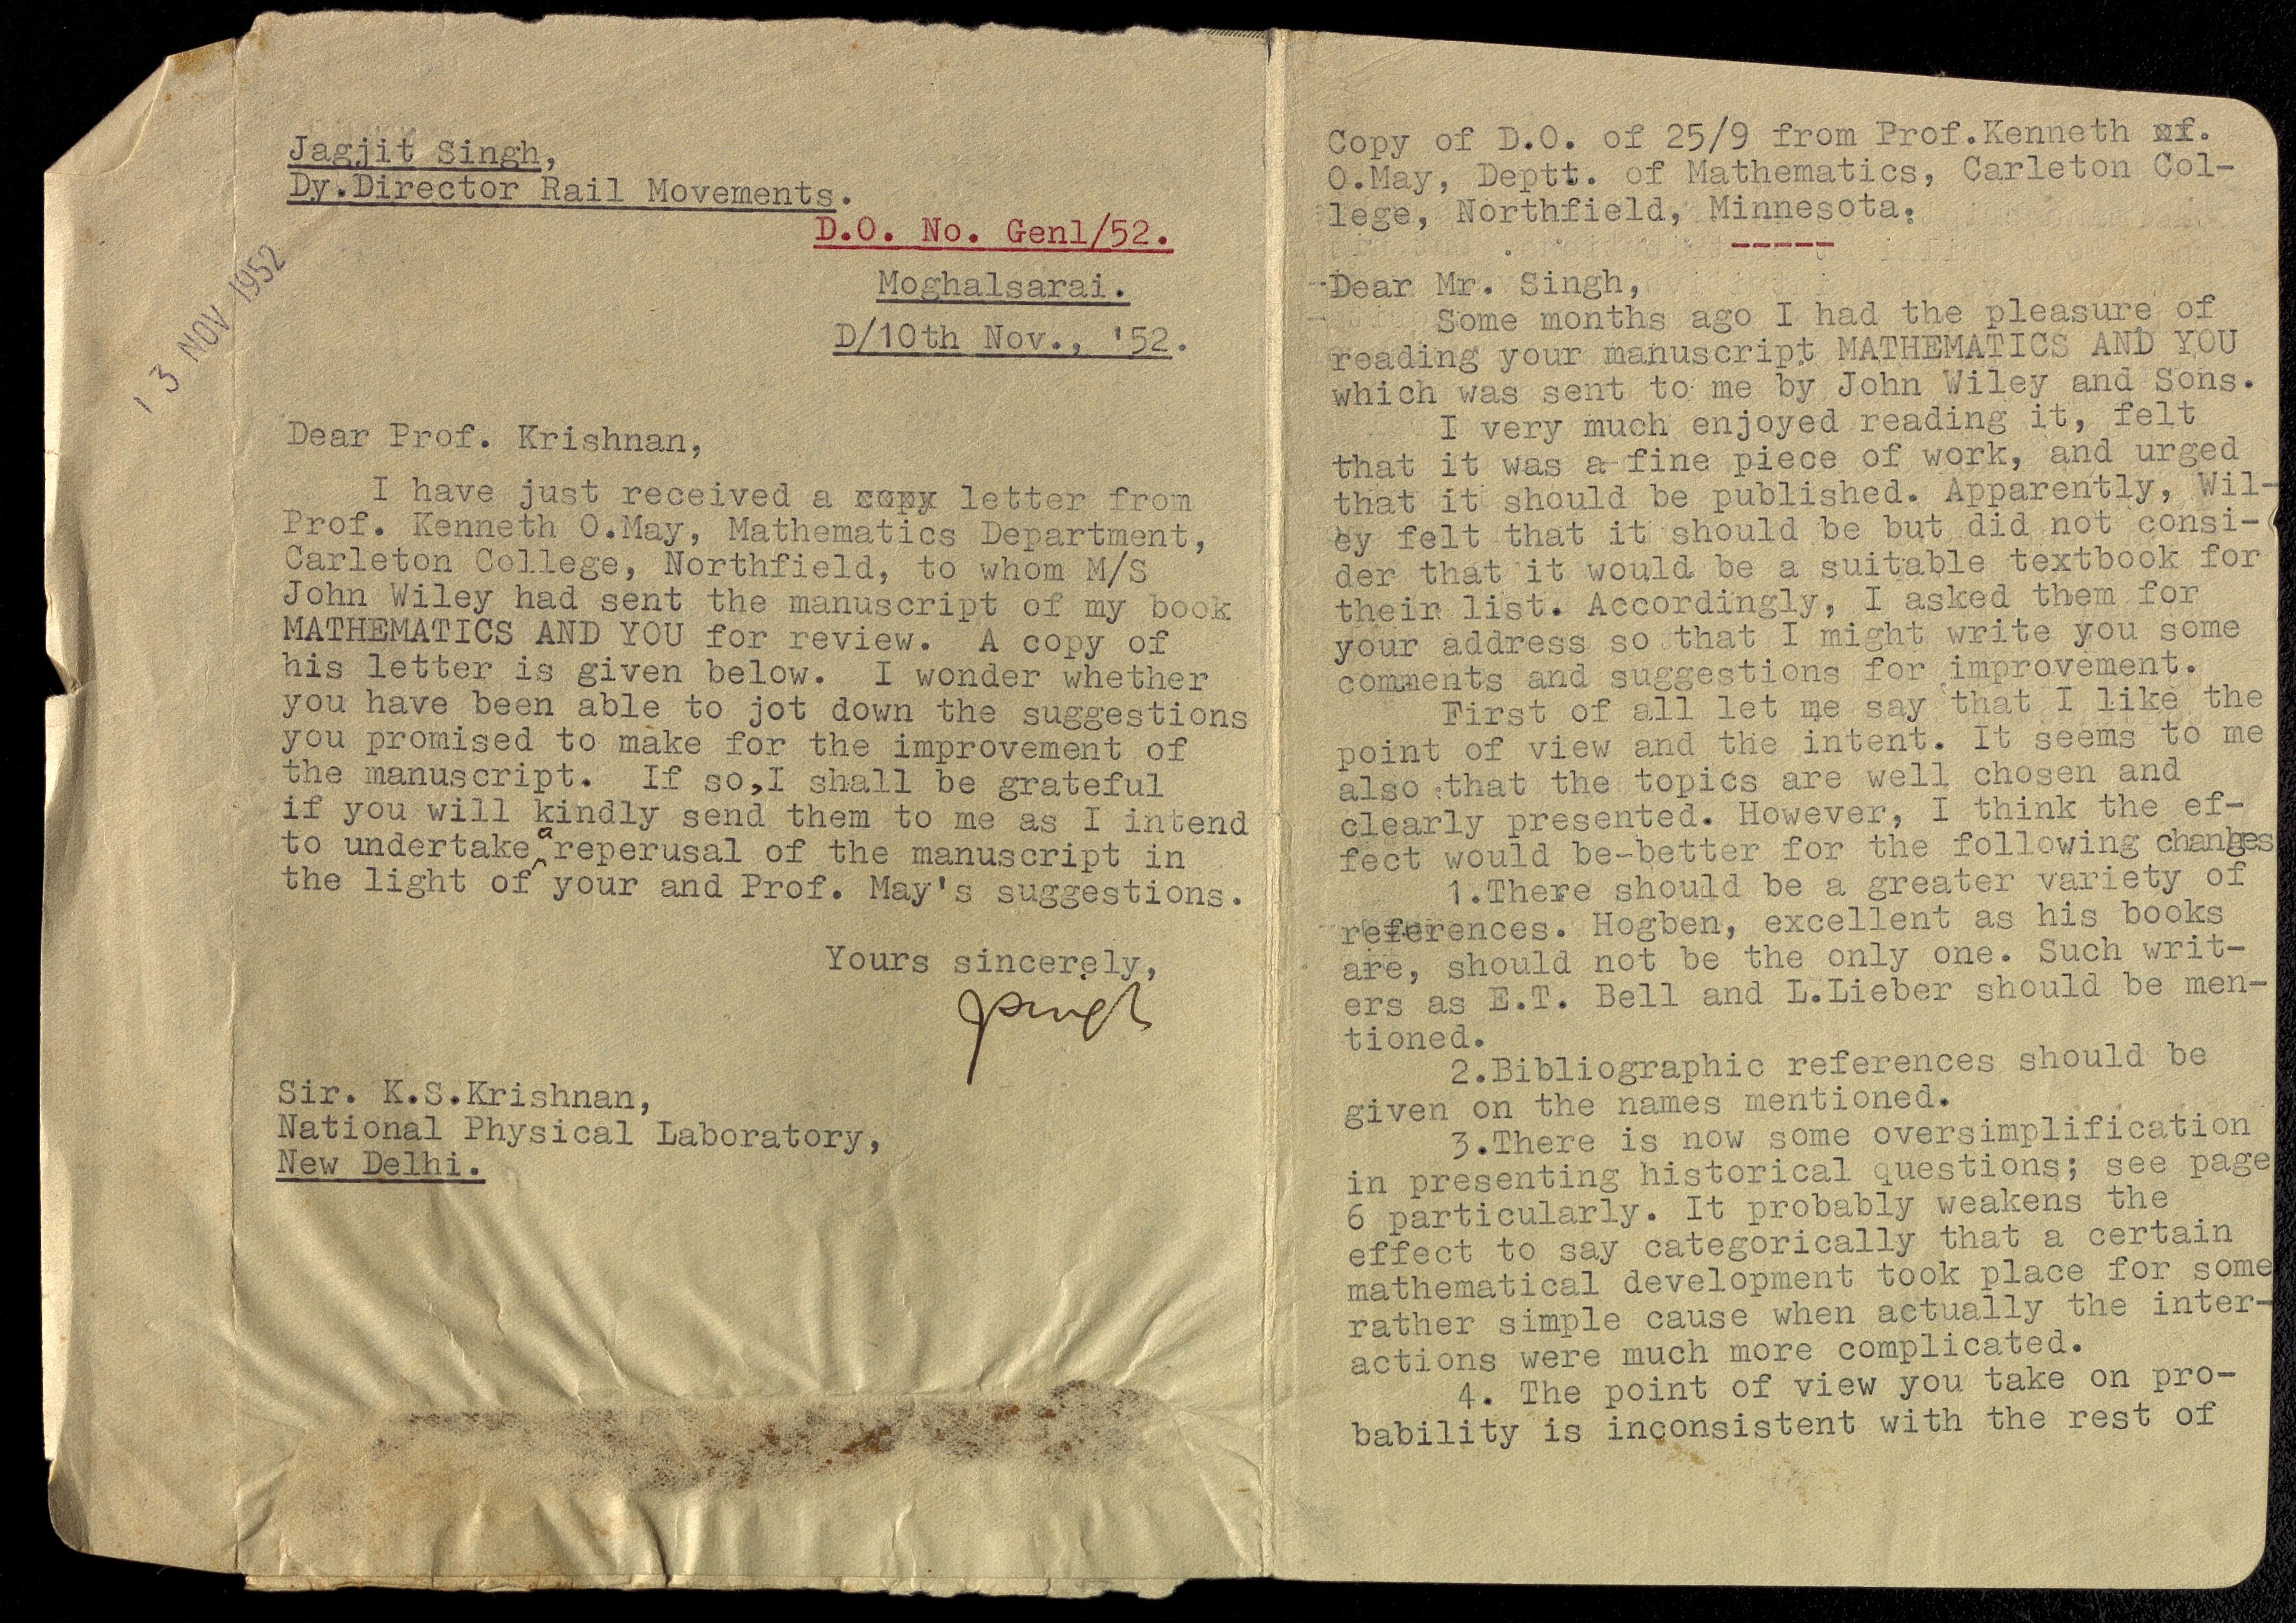 Jagjit Singh,
Dy.Director Rail Movements.
D.O. No. Genl/52.
Moghalsarai.
D/10th Nov., '52.
13 NOV 1952
Dear Prof. Krishnan,
I have just received a copy letter from
Prof. Kenneth O.May, Mathematics Department,
Carleton College, Northfield, to whom M/S
John Wiley had sent the manuscript of my book
MATHEMATICS AND YOU for review. A copy of
his letter is given below. I wonder whether
you have been able to jot down the suggestions
you promised to make for the improvement of
the manuscript. If so,I shall be grateful
if you will kindly send them to me as I intend
to undertake a reperusal of the manuscript in
the light of your and Prof. May's suggestions.
Yours sincerely,
JSingh
Sir. K.S.Krishnan,
National Physical Laboratory,
New Delhi.
Copy of D.O. of 25/9 from Prof.Kenneth of.
O.May, Deptt. of Mathematics, Carleton Col-
lege, Northfield, Minnesota.
-----
Dear Mr. Singh,
Some months ago I had the pleasure of
reading your manuscript MATHEMATICS AND YOU
which was sent to me by John Wiley and Sons.
I very much enjoyed reading it, felt
that it was a fine piece of work, and urged
that it should be published. Apparently, Wil-
ey felt that it should be but did not consi-
der that it would be a suitable textbook for
their list. Accordingly, I asked them for
your address so that I might write you some
comments and suggestions for improvement.
First of all let me say that I like the
point of view and the intent. It seems to me
also that the topics are well chosen and
clearly presented. However, I think the ef-
fect would be-better for the following changes
1.There should be a greater variety of
references. Hogben, excellent as his books
are, should not be the only one. Such writ-
ers as E.T. Bell and L.Lieber should be men-
tioned.
2.Bibliographic references should be
given on the names mentioned.
3.There is now some oversimplification
in presenting historical questions; see page
6 particularly. It probably weakens the
effect to say categorically that a certain
mathematical development took place for some
rather simple cause when actually the inter-
actions were much more complicated.
4. The point of view you take on pro-
bability is inconsistent with the rest of